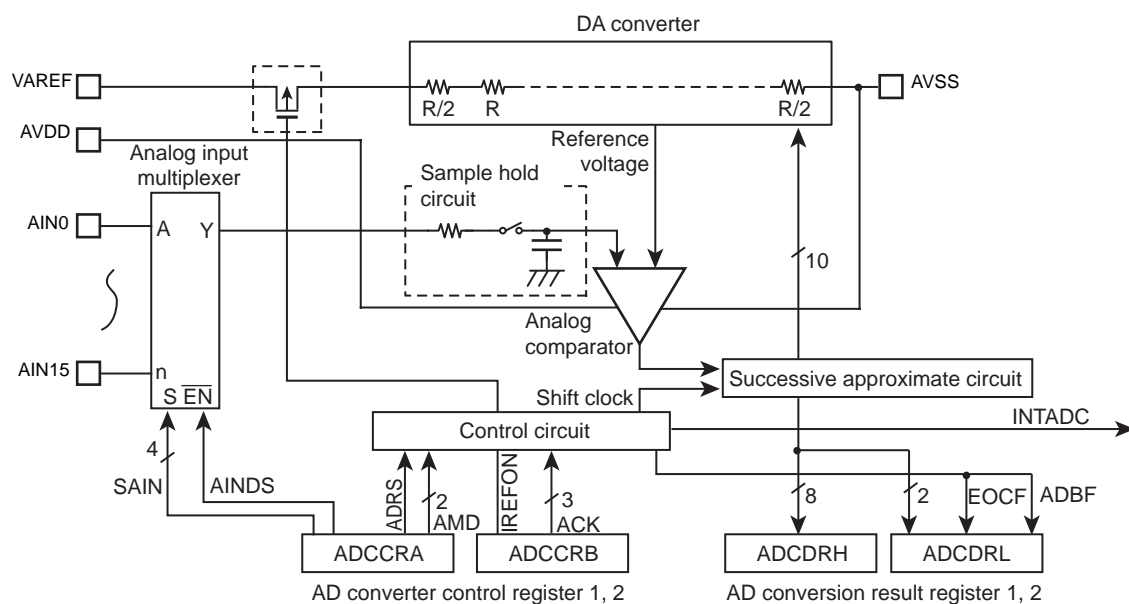 DA converter
VAREF
R/2
R
R/2
AVSS
AVDD
Reference
voltage
Analog input
multiplexer
Sample hold
circuit
AIN0
A
Y
10
Analog
comparator
AIN15
n
S EN
Successive approximate circuit
Shift clock
INTADC
Control circuit
4
SAIN
AINDS
ADRS
2
AMD
IREFON
3
ACK
8
2
EOCF
ADBF
ADCCRA
ADCCRB
ADCDRH
ADCDRL
AD converter control register 1, 2
AD conversion result register 1, 2